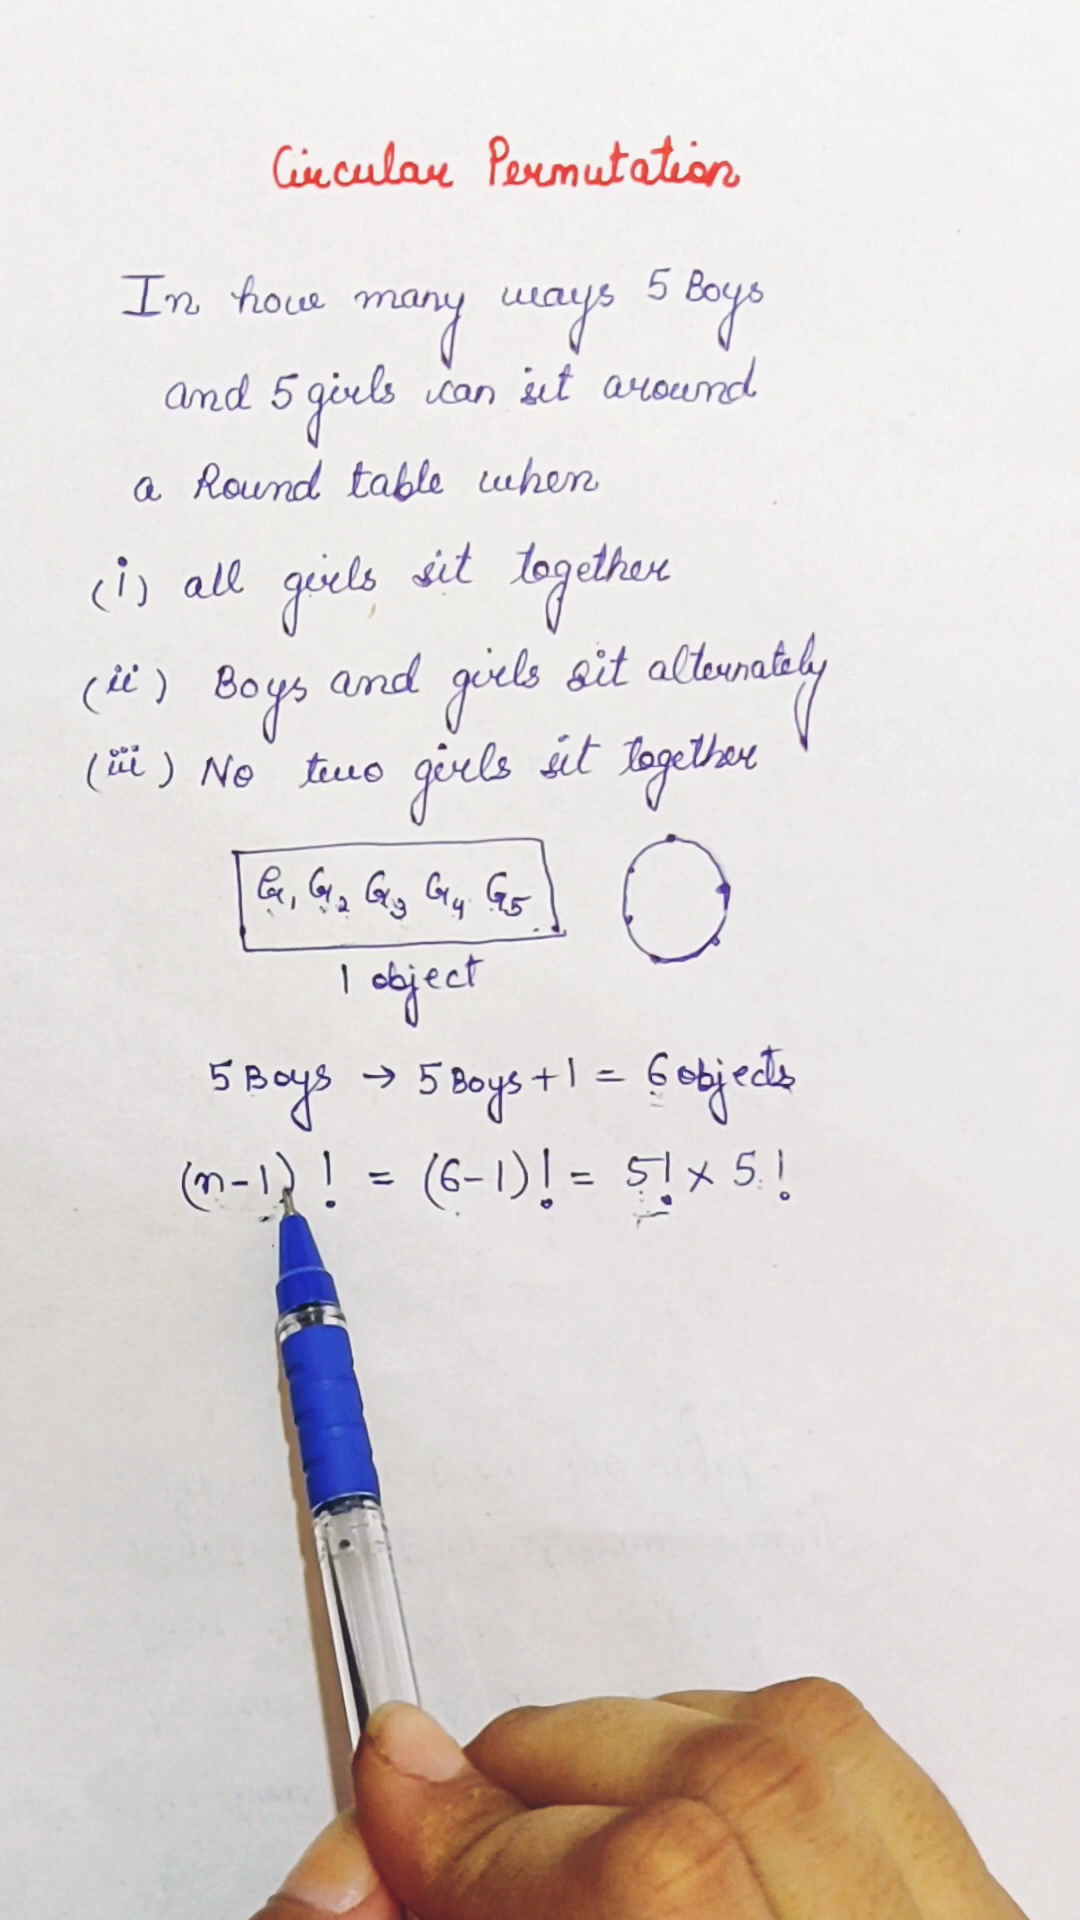 Circular Permutation
In how many ways 5 Boys
and 5 girls can sit around
a Round table when
(i) all girls sit together
(ii) Boys and girls sit alternately
(iii) No two girls sit together
G1 G2 G3 G4 G5
1 object
5 Boys → 5 Boys + 1 = 6 objects
(n-1)! = (6-1)! = 5! × 5!